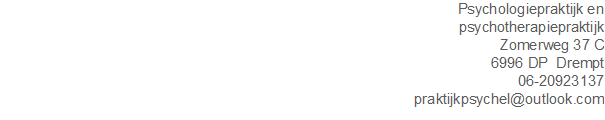 Psychologiepraktijk en
psychotherapiepraktijk
Zomerweg 37 C
6996 DP  Drempt
06-20923137
praktijkpsychel@outlook.com